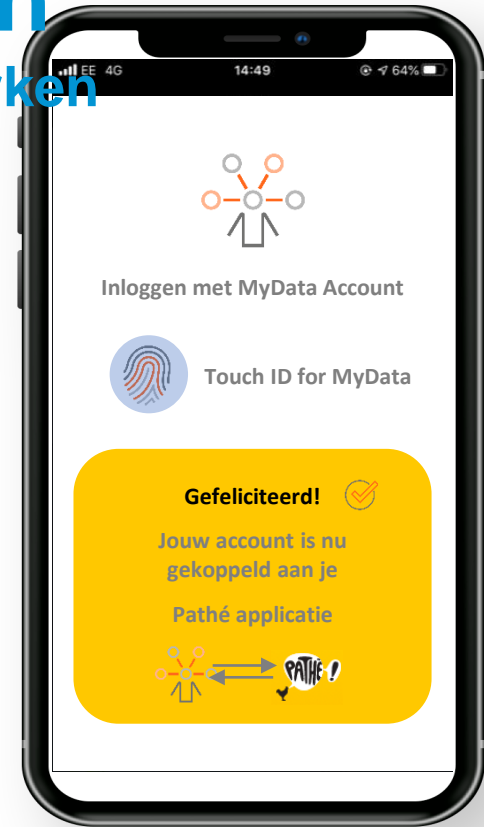 EE 4G 14:49 64%
Inloggen met MyData Account
Touch ID for MyData
Gefeliciteerd!
Jouw account is nu
gekoppeld aan je
Pathé applicatie
PATHÉ!